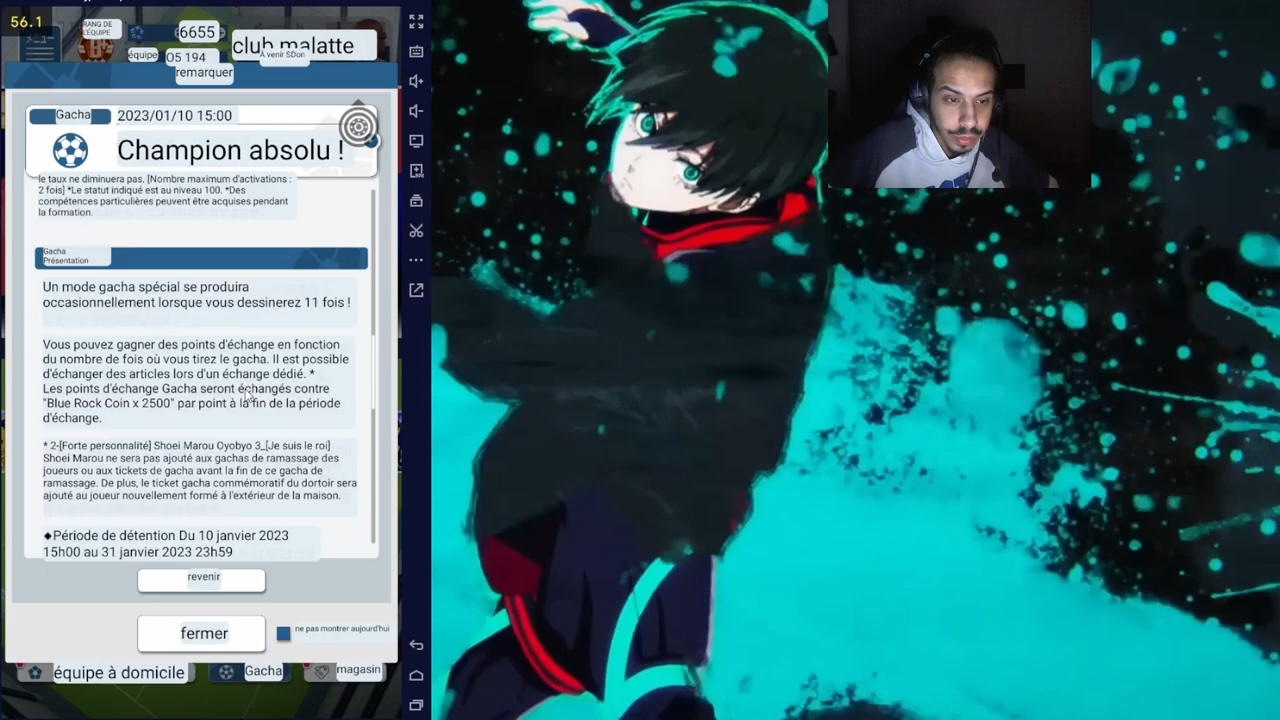 56.1
RANG DE
L'ÉQUIPE
6655
équipe
05 194
club malatte
À venir SDon
remarquer
Gacha
2023/01/10 15:00
Champion absolu !
le taux ne diminuera pas. [Nombre maximum d'activations :
2 fois] *Le statut indiqué est au niveau 100. *Des
compétences particulières peuvent être acquises pendant
la formation.
Gacha
Présentation
Un mode gacha spécial se produira
occasionnellement lorsque vous dessinerez 11 fois !
Vous pouvez gagner des points d'échange en fonction
du nombre de fois où vous tirez le gacha. Il est possible
d'échanger des articles lors d'un échange dédié. *
Les points d'échange Gacha seront échangés contre
"Blue Rock Coin x 2500" par point à la fin de la période
d'échange.
* 2-[Forte personnalité] Shoei Marou Oyobyo 3_[Je suis le roi]
Shoei Marou ne sera pas ajouté aux gachas de ramassage des
joueurs ou aux tickets de gacha avant la fin de ce gacha de
ramassage. De plus, le ticket gacha commémoratif du dortoir sera
ajouté au joueur nouvellement formé à l'extérieur de la maison.
◆Période de détention Du 10 janvier 2023
15h00 au 31 janvier 2023 23h59
revenir
fermer
ne pas montrer aujourd'hui
équipe à domicile
Gacha
magasin